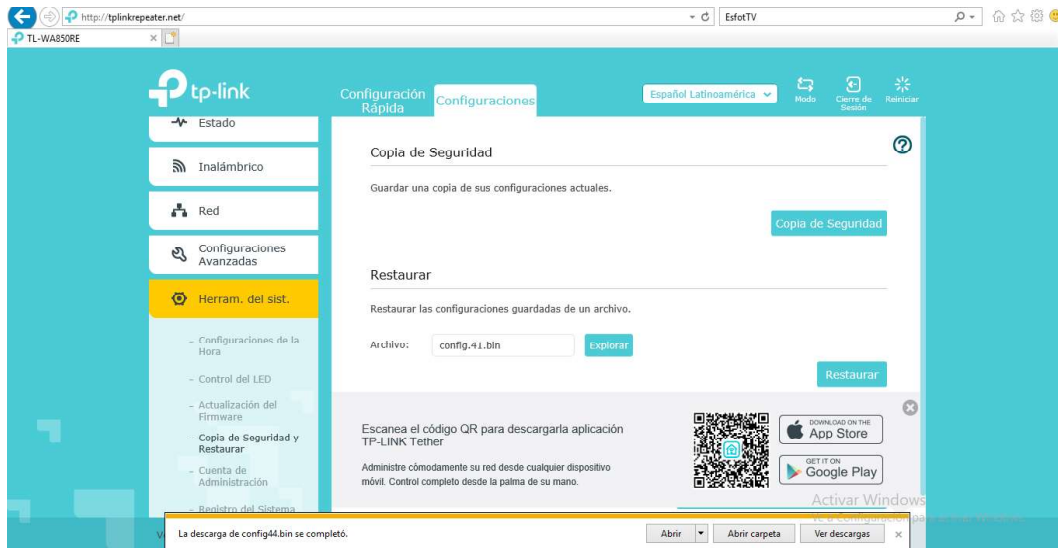 http://tplinkrepeater.net/
EsfotTV
TL-WA850RE
tp-link
Configuración
Rápida
Configuraciones
Español Latinoamérica
Modo
Cierre de
Sesión
Reiniciar
Estado
Inalámbrico
Red
Configuraciones
Avanzadas
Herram. del sist.
- Configuraciones de la
Hora
- Control del LED
- Actualización del
Firmware
Copia de Seguridad y
Restaurar
- Cuenta de
Administración
- Registro del Sistema
Copia de Seguridad
Guardar una copia de sus configuraciones actuales.
Copia de Seguridad
Restaurar
Restaurar las configuraciones guardadas de un archivo.
Archivo:
config.41.bin
Explorar
Restaurar
Escanea el código QR para descargarla aplicación
TP-LINK Tether
Administre cómodamente su red desde cualquier dispositivo
móvil. Control completo desde la palma de su mano.
DOWNLOAD ON THE
App Store
GET IT ON
Google Play
Activar Windows
La descarga de config44.bin se completó.
Abrir
Abrir carpeta
Ver descargas